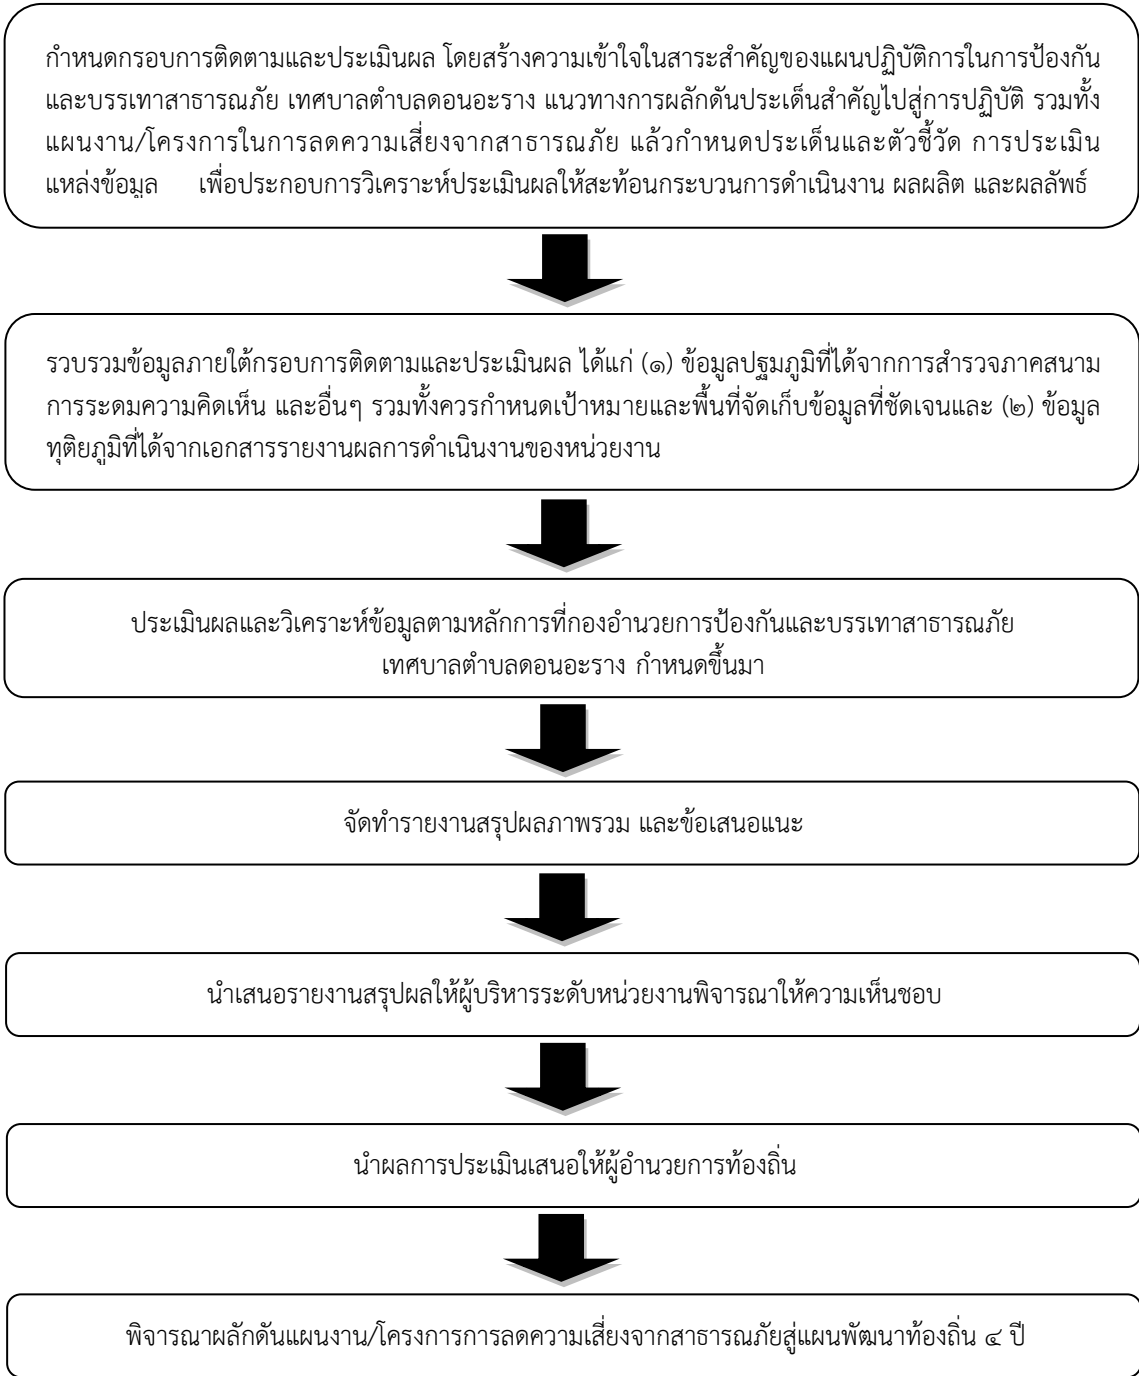 กำหนดกรอบการติดตามและประเมินผล โดยสร้างความเข้าใจในสาระสำคัญของแผนปฏิบัติการในการป้องกัน
และบรรเทาสาธารณภัย เทศบาลตำบลดอนอะราง แนวทางการผลักดันประเด็นสำคัญไปสู่การปฏิบัติ รวมทั้ง
แผนงาน/โครงการในการลดความเสี่ยงจากสาธารณภัย แล้วกำหนดประเด็นและตัวชี้วัด การประเมิน
แหล่งข้อมูล เพื่อประกอบการวิเคราะห์ประเมินผลให้สะท้อนกระบวนการดำเนินงาน ผลผลิต และผลลัพธ์
รวบรวมข้อมูลภายใต้กรอบการติดตามและประเมินผล ได้แก่ (๑) ข้อมูลปฐมภูมิที่ได้จากการสำรวจภาคสนาม
การระดมความคิดเห็น และอื่นๆ รวมทั้งควรกำหนดเป้าหมายและพื้นที่จัดเก็บข้อมูลที่ชัดเจนและ (๒) ข้อมูล
ทุติยภูมิที่ได้จากเอกสารรายงานผลการดำเนินงานของหน่วยงาน
ประเมินผลและวิเคราะห์ข้อมูลตามหลักการที่กองอำนวยการป้องกันและบรรเทาสาธารณภัย
เทศบาลตำบลดอนอะราง กำหนดขึ้นมา
จัดทำรายงานสรุปผลภาพรวม และข้อเสนอแนะ
นำเสนอรายงานสรุปผลให้ผู้บริหารระดับหน่วยงานพิจารณาให้ความเห็นชอบ
นำผลการประเมินเสนอให้ผู้อำนวยการท้องถิ่น
พิจารณาผลักดันแผนงาน/โครงการการลดความเสี่ยงจากสาธารณภัยสู่แผนพัฒนาท้องถิ่น ๔ ปี